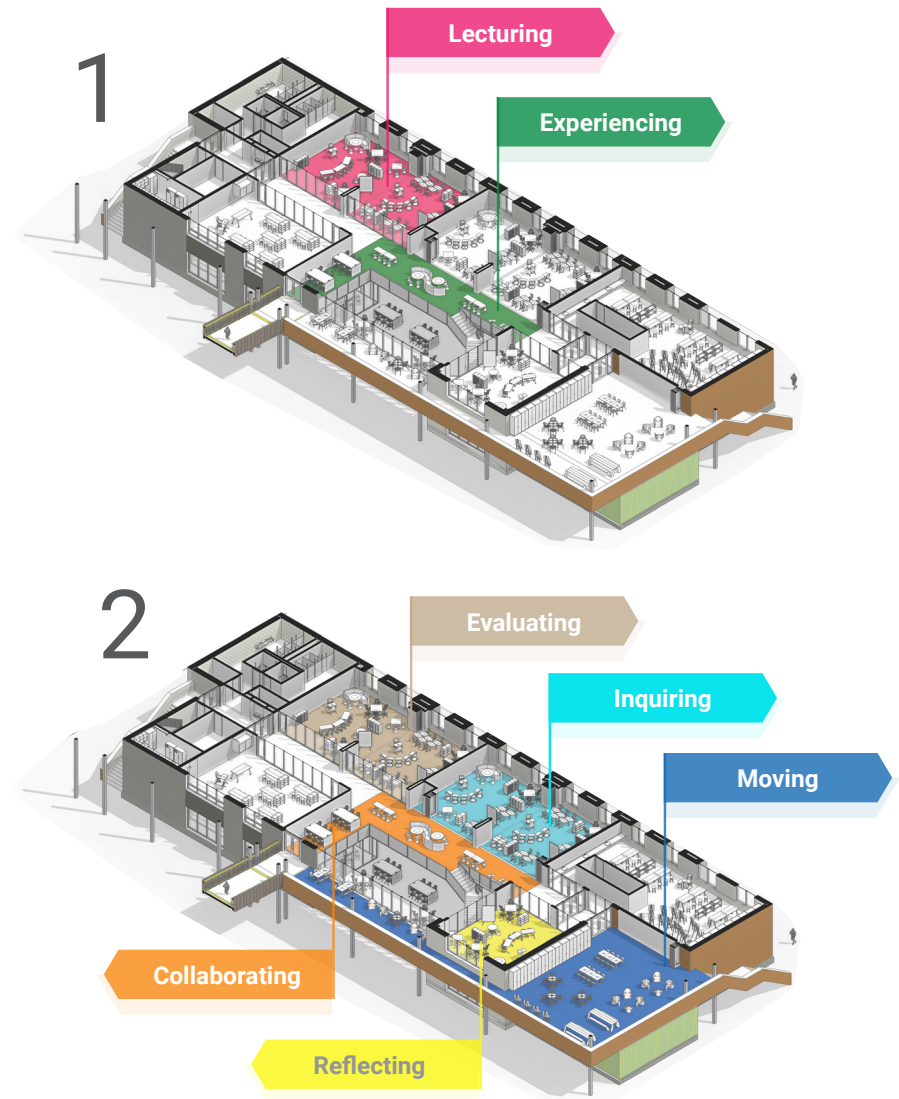 1
Lecturing
Experiencing
2
Evaluating
Inquiring
Moving
Collaborating
Reflecting